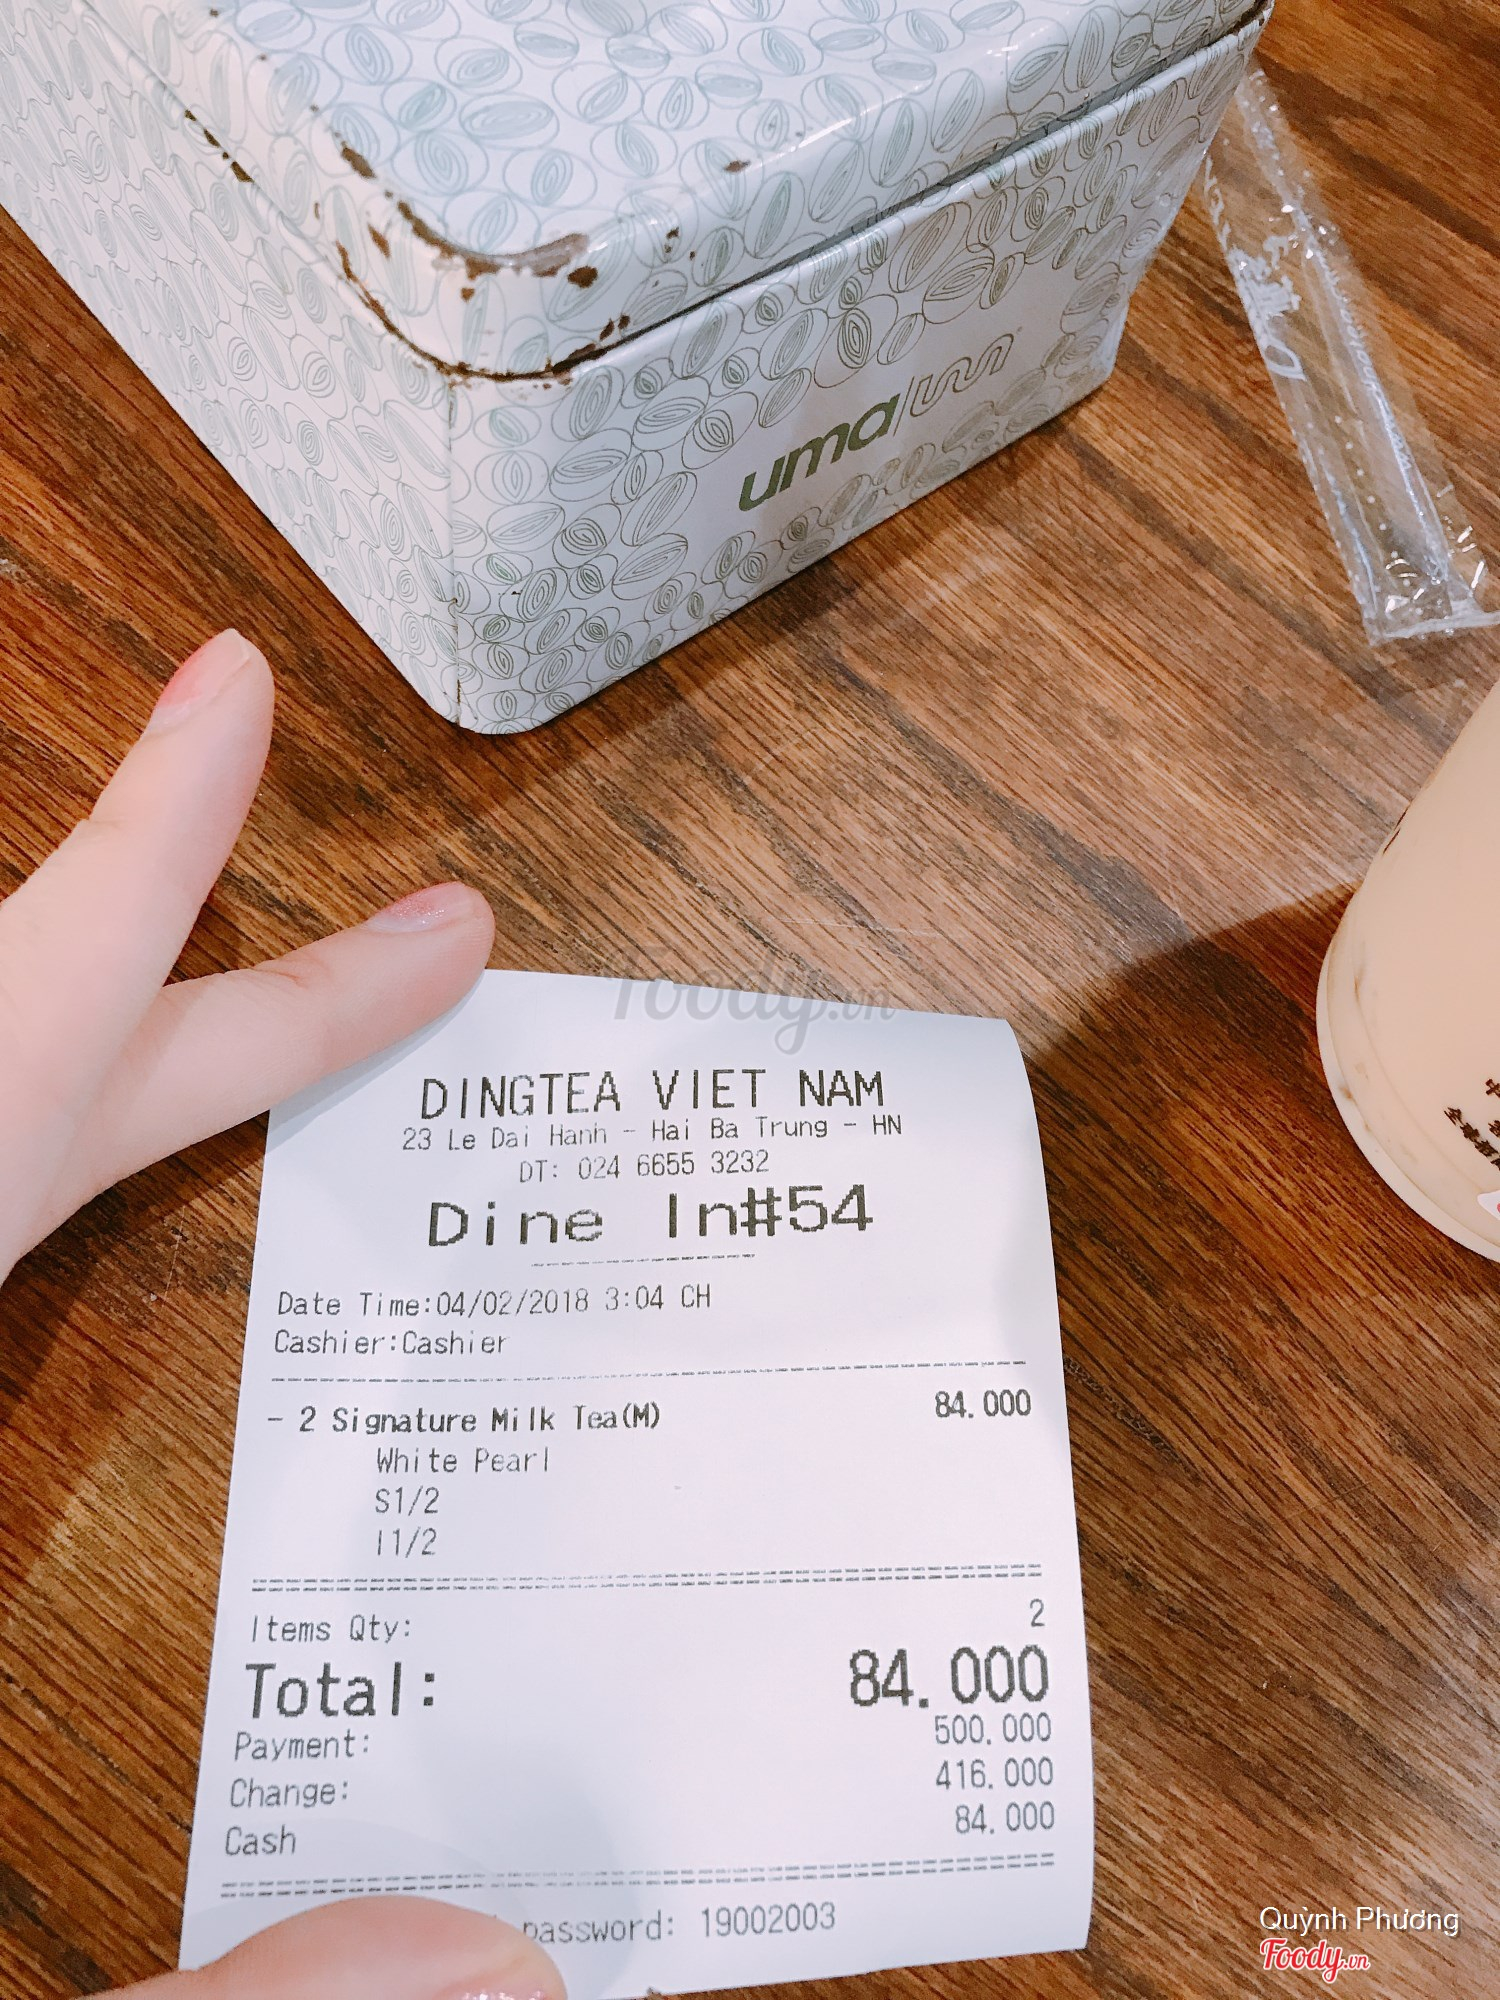 uma
Foody.vn
DINGTEA VIET NAM
23 Le Dai Hanh - Hai Ba Trung - HN
DT: 024 6655 3232
Dine In#54
Date Time:04/02/2018 3:04 CH
Cashier:Cashier
- 2 Signature Milk Tea(M) 84.000
White Pearl
S1/2
I1/2
Items Qty: 2
Total: 84.000
Payment: 500.000
Change: 416.000
Cash 84.000
password: 19002003
Quỳnh Phương
Foody.vn